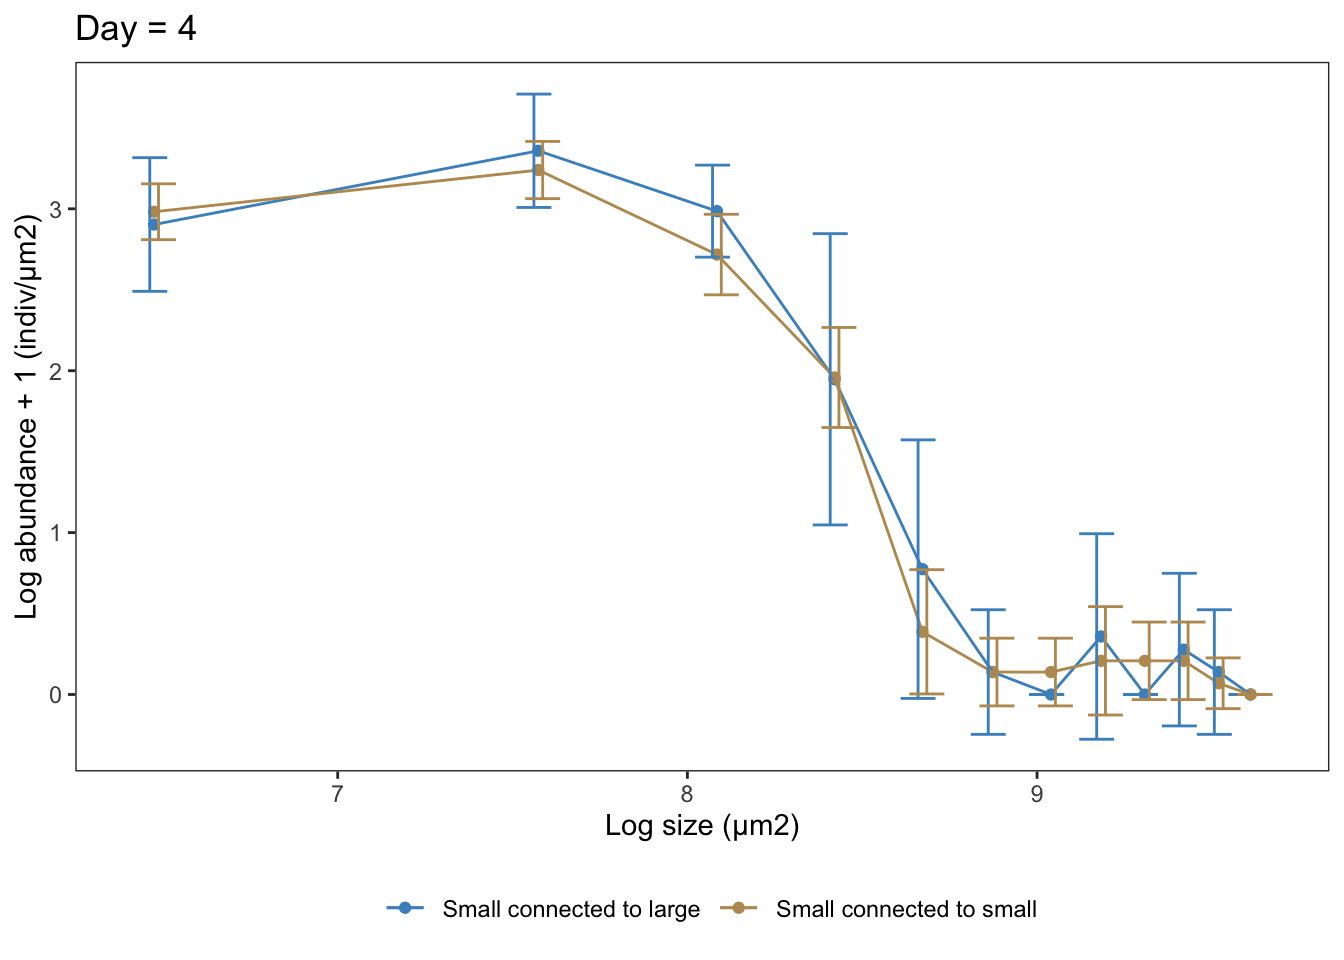 Day = 4
Log abundance + 1 (indiv/μm2)
3
2
1
0
7 8 9
Log size (μm2)
Small connected to large Small connected to small